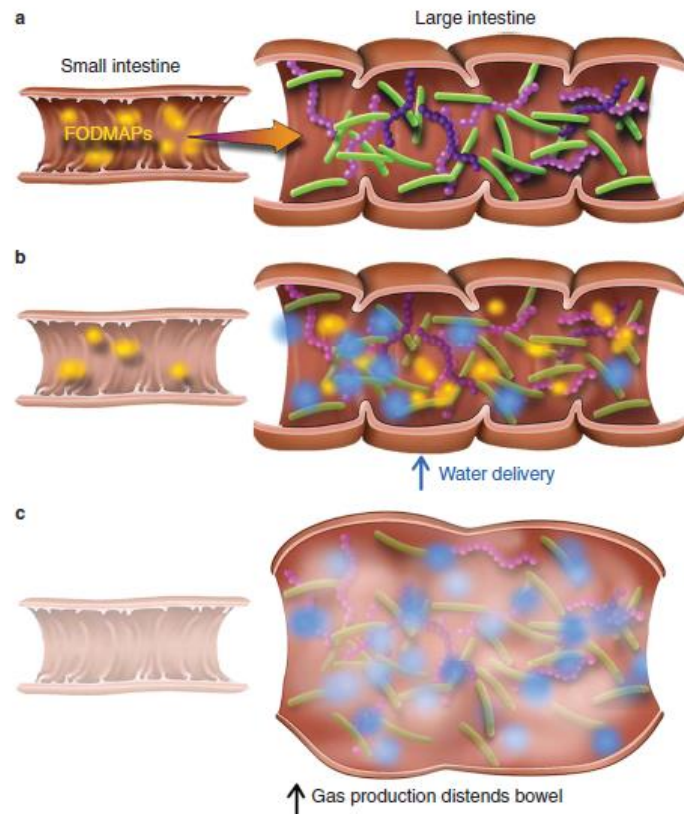 a
Large intestine
Small intestine
FODMAPs
b
Water delivery
c
Gas production distends bowel